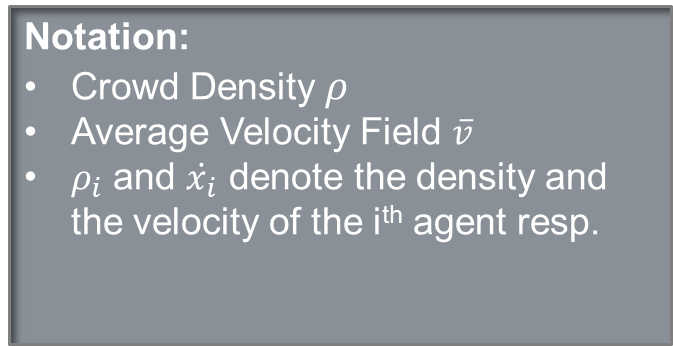 Notation:
• Crowd Density 𝜌
• Average Velocity Field 𝑣̄
• 𝜌ᵢ and 𝑥̇ᵢ denote the density and
the velocity of the iᵗʰ agent resp.